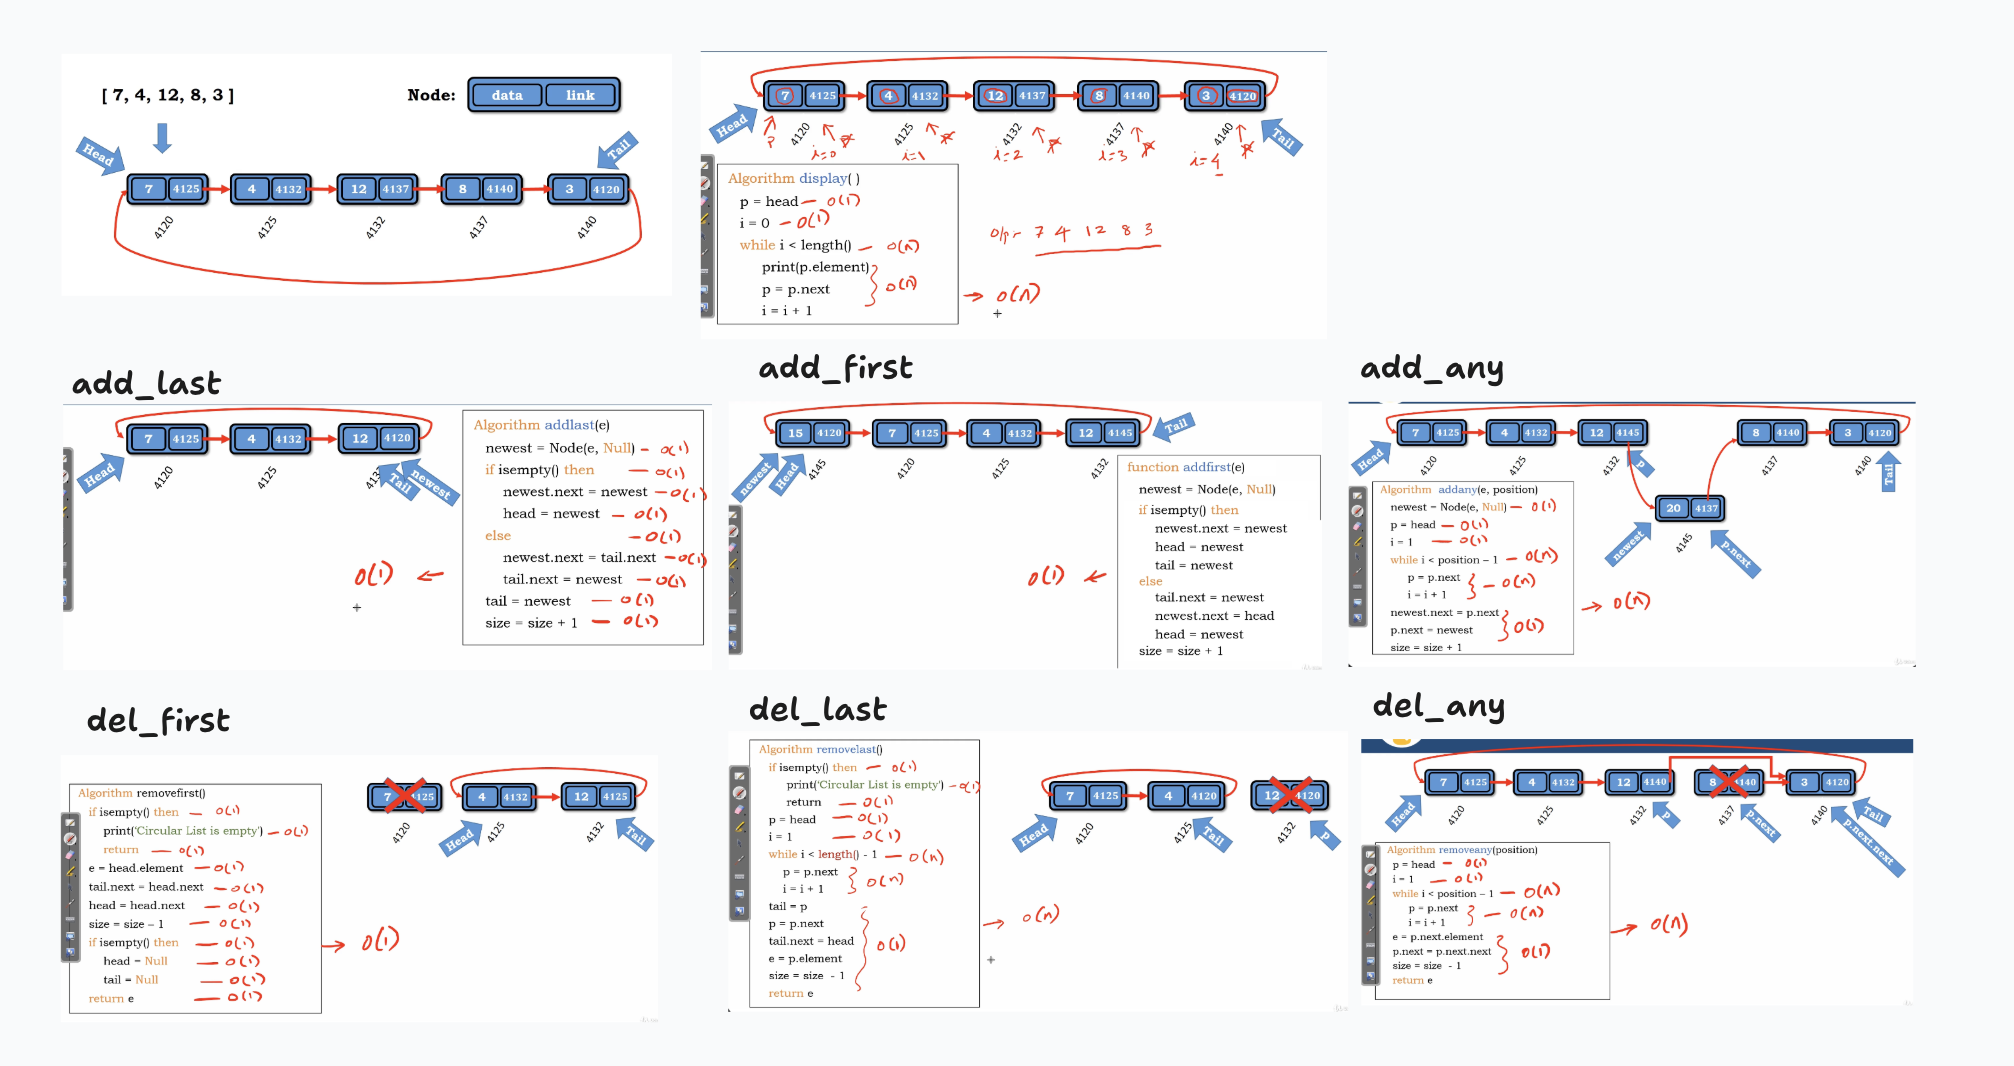 [ 7, 4, 12, 8, 3 ]
Node: data link
Head
Tail
7 4125 4 4132 12 4137 8 4140 3 4120
4120 4125 4132 4137 4140
7 4125 4 4132 12 4137 8 4140 3 4120
Head
Tail
p
4120 4125 4132 4137 4140
i=0 i=1 i=2 i=3 i=4
Algorithm display( )
p = head — O(1)
i = 0 — O(1)
while i < length() — O(n)
print(p.element)
p = p.next } O(n)
i = i + 1
→ O(n)
o/p - 7 4 12 8 3
add_last
7 4125 4 4132 12 4120
Head
Tail
newest
4120 4125
Algorithm addlast(e)
newest = Node(e, Null) — O(1)
if isempty() then — O(1)
newest.next = newest — O(1)
head = newest — O(1)
else — O(1)
newest.next = tail.next — O(1)
tail.next = newest — O(1)
tail = newest — O(1)
size = size + 1 — O(1)
O(1) ←
add_first
15 4120 7 4125 4 4132 12 4145
Tail
newest
Head
4145 4120 4125 4132
function addfirst(e)
newest = Node(e, Null)
if isempty() then
newest.next = newest
head = newest
tail = newest
else
tail.next = newest
newest.next = head
head = newest
size = size + 1
O(1) ←
add_any
7 4125 4 4132 12 4145 8 4140 3 4120
Head
p
Tail
4120 4125 4132 4137 4140
20 4137
newest
4145
p.next
Algorithm addany(e, position)
newest = Node(e, Null) — O(1)
p = head — O(1)
i = 1 — O(1)
while i < position - 1 — O(n)
p = p.next
i = i + 1 } — O(n)
newest.next = p.next
p.next = newest } O(1)
size = size + 1
→ O(n)
del_first
Algorithm removefirst()
if isempty() then — O(1)
print('Circular List is empty') — O(1)
return — O(1)
e = head.element — O(1)
tail.next = head.next — O(1)
head = head.next — O(1)
size = size – 1 — O(1)
if isempty() then — O(1)
head = Null — O(1)
tail = Null — O(1)
return e — O(1)
→ O(1)
7 4125 4 4132 12 4125
4120 4125 4132
Head
Tail
del_last
Algorithm removelast()
if isempty() then — O(1)
print('Circular List is empty') — O(1)
return — O(1)
p = head — O(1)
i = 1 — O(1)
while i < length() - 1 — O(n)
p = p.next
i = i + 1 } O(n)
tail = p
p = p.next
tail.next = head } O(1)
e = p.element
size = size - 1
return e
→ O(n)
7 4125 4 4120 12 4120
Head
Tail
p
4120 4125 4132
del_any
7 4125 4 4132 12 4140 8 4140 3 4120
Head
p
p.next
Tail
p.next.next
4120 4125 4132 4137 4140
Algorithm removeany(position)
p = head — O(1)
i = 1 — O(1)
while i < position - 1 — O(n)
p = p.next
i = i + 1 } — O(n)
e = p.next.element
p.next = p.next.next } O(1)
size = size - 1
return e
→ O(n)